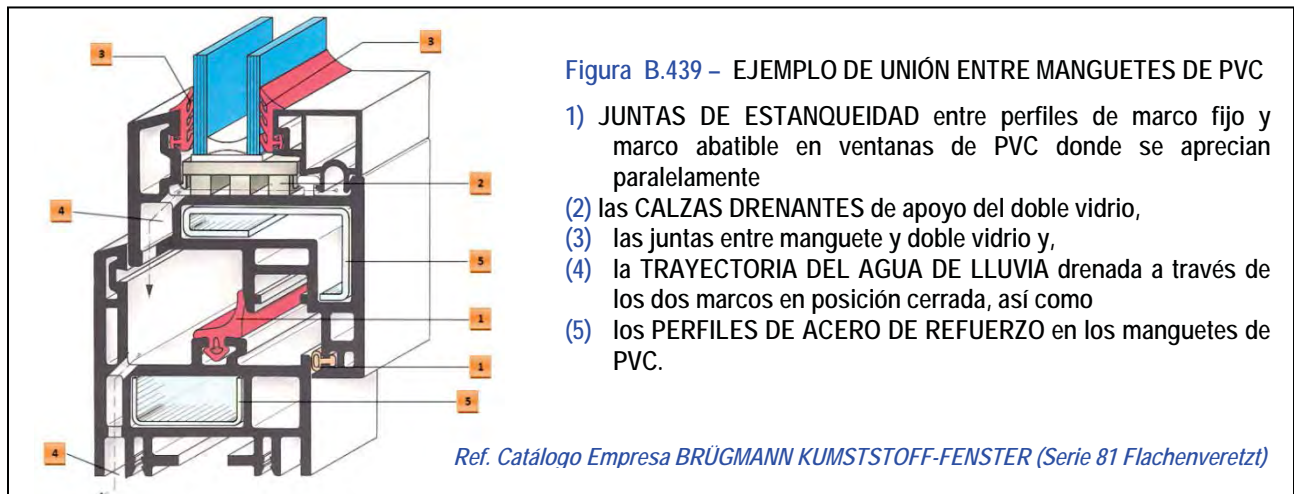 3
3
2
4
5
1
1
5
4
Figura B.439 – EJEMPLO DE UNIÓN ENTRE MANGUETES DE PVC
1) JUNTAS DE ESTANQUEIDAD entre perfiles de marco fijo y
marco abatible en ventanas de PVC donde se aprecian
paralelamente
(2) las CALZAS DRENANTES de apoyo del doble vidrio,
(3) las juntas entre manguete y doble vidrio y,
(4) la TRAYECTORIA DEL AGUA DE LLUVIA drenada a través de
los dos marcos en posición cerrada, así como
(5) los PERFILES DE ACERO DE REFUERZO en los manguetes de
PVC.
Ref. Catálogo Empresa BRÜGMANN KUMSTSTOFF-FENSTER (Serie 81 Flachenveretzt)